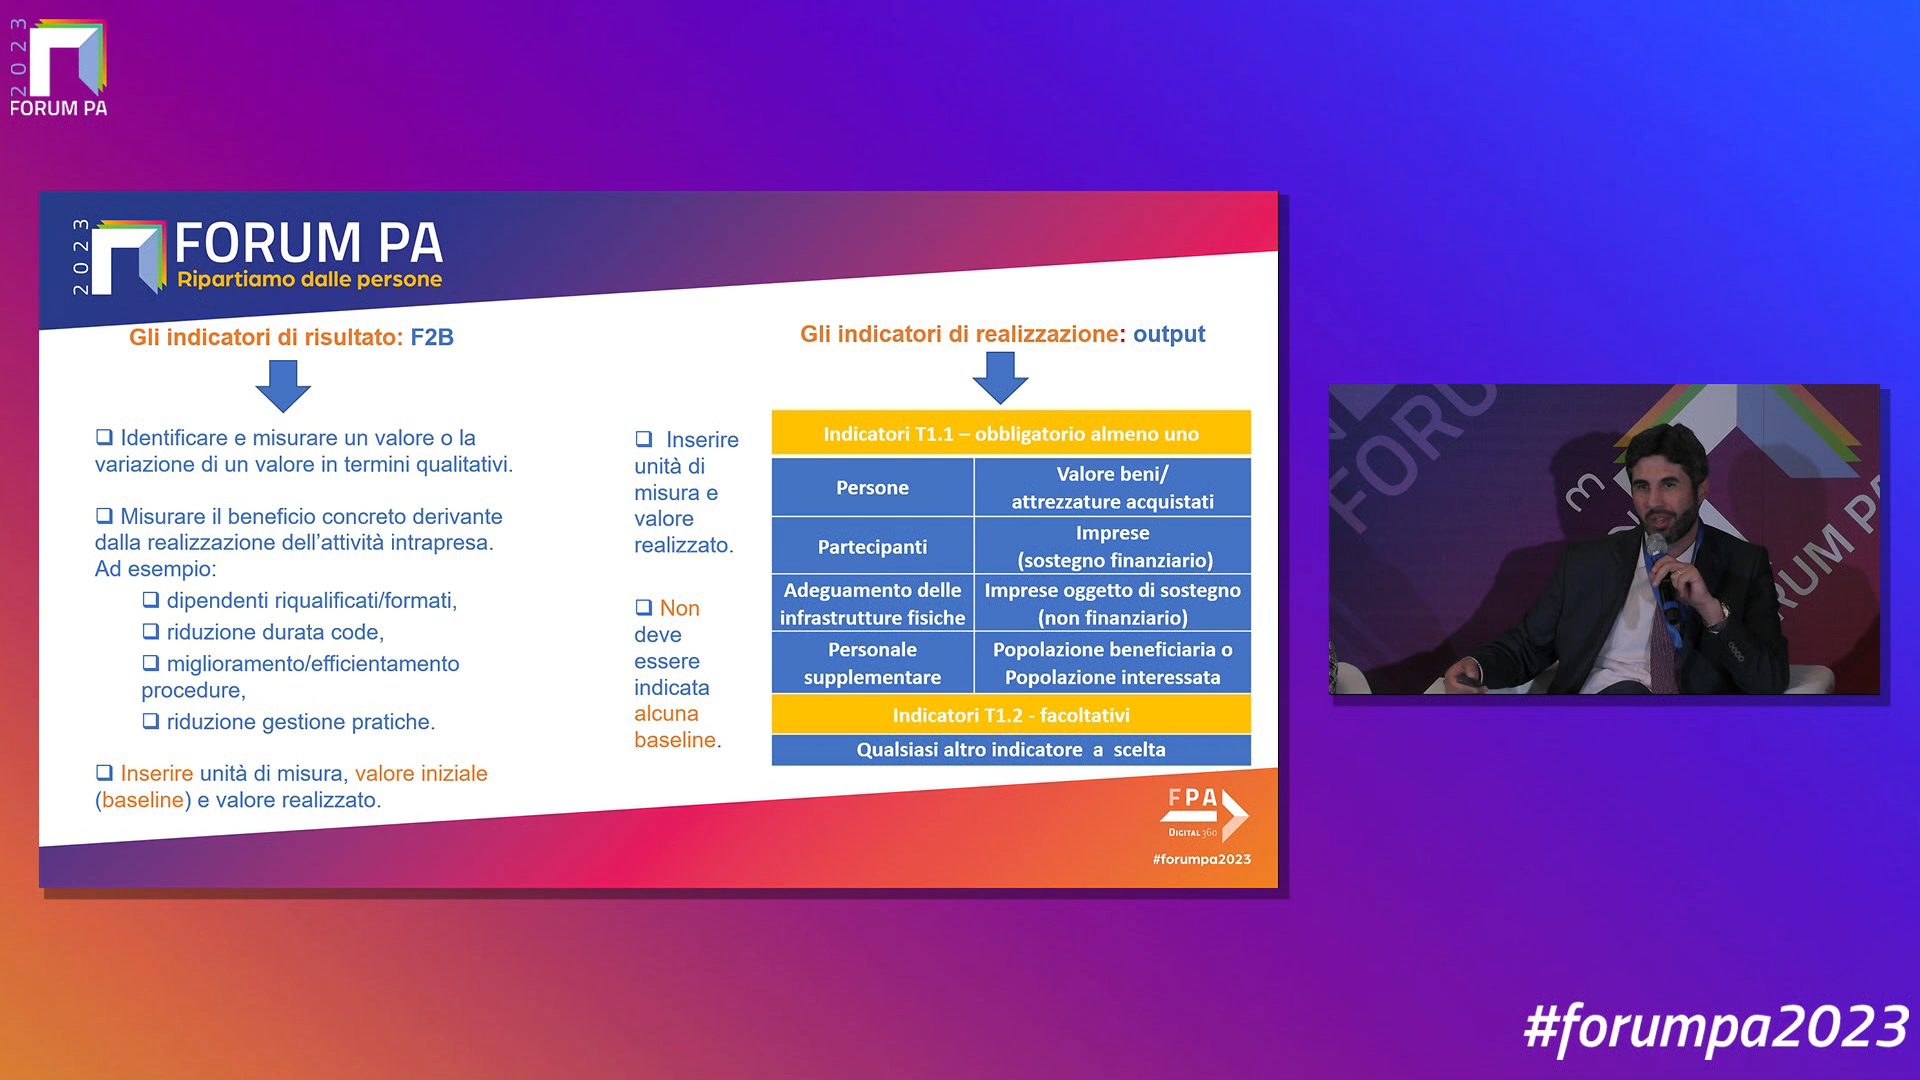 2023
FORUM PA
2023
FORUM PA
Ripartiamo dalle persone
Gli indicatori di risultato: F2B
❑ Identificare e misurare un valore o la
variazione di un valore in termini qualitativi.
❑ Misurare il beneficio concreto derivante
dalla realizzazione dell'attività intrapresa.
Ad esempio:
❑ dipendenti riqualificati/formati,
❑ riduzione durata code,
❑ miglioramento/efficientamento
procedure,
❑ riduzione gestione pratiche.
❑ Inserire unità di misura, valore iniziale
(baseline) e valore realizzato.
Gli indicatori di realizzazione: output
❑ Inserire
unità di
misura e
valore
realizzato.
❑ Non
deve
essere
indicata
alcuna
baseline.
Indicatori T1.1 – obbligatorio almeno uno
Persone
Valore beni/
attrezzature acquistati
Partecipanti
Imprese
(sostegno finanziario)
Adeguamento delle
infrastrutture fisiche
Imprese oggetto di sostegno
(non finanziario)
Personale
supplementare
Popolazione beneficiaria o
Popolazione interessata
Indicatori T1.2 - facoltativi
Qualsiasi altro indicatore a scelta
FPA
DIGITAL360
#forumpa2023
FORU
3
RUM P
#forumpa2023